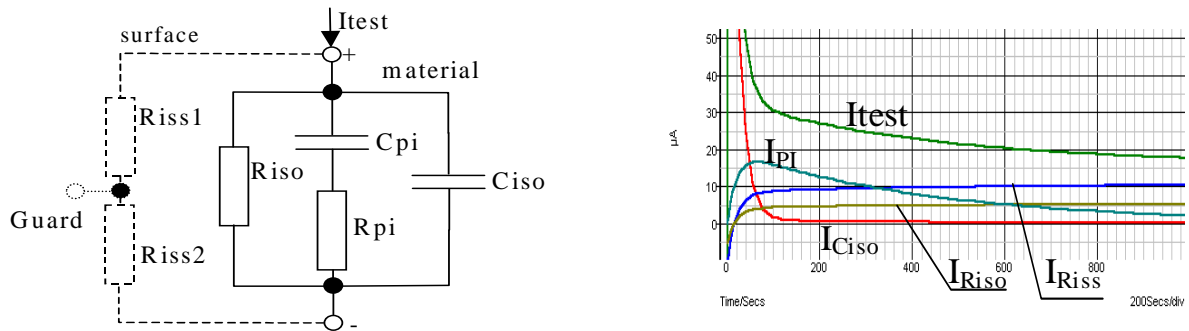 Itest
surface
+
material
Riss1
Cpi
Riso
Ciso
Guard
Rpi
Riss2
-
50
40
30
20
10
0
µA
Itest
IPI
ICiso
IRiso
IRiss
0
200
400
600
800
Time/Secs
200Secs/div